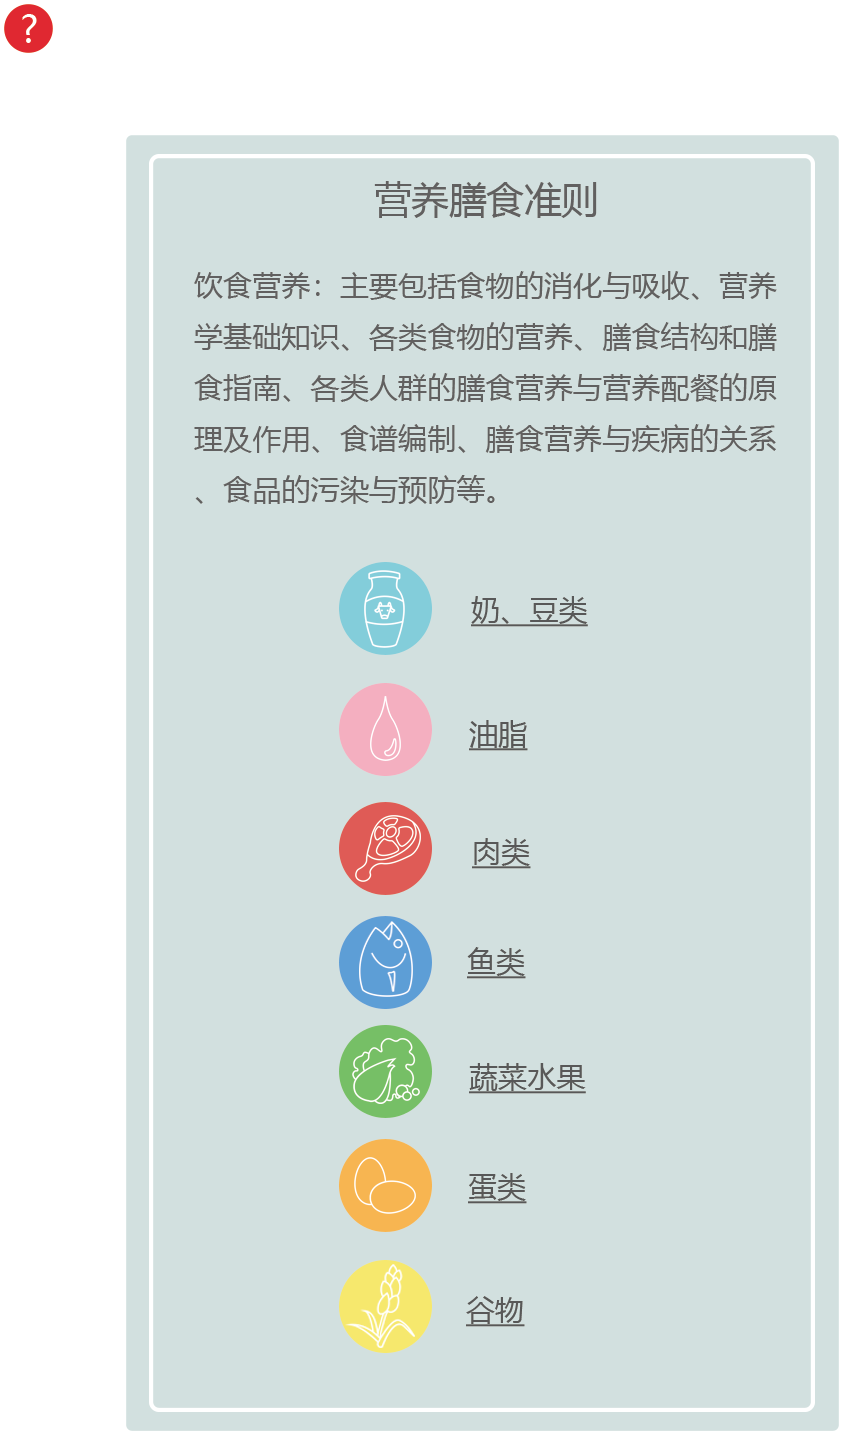 ?
营养膳食准则
饮食营养：主要包括食物的消化与吸收、营养
学基础知识、各类食物的营养、膳食结构和膳
食指南、各类人群的膳食营养与营养配餐的原
理及作用、食谱编制、膳食营养与疾病的关系
、食品的污染与预防等。
奶、豆类
油脂
肉类
鱼类
蔬菜水果
蛋类
谷物